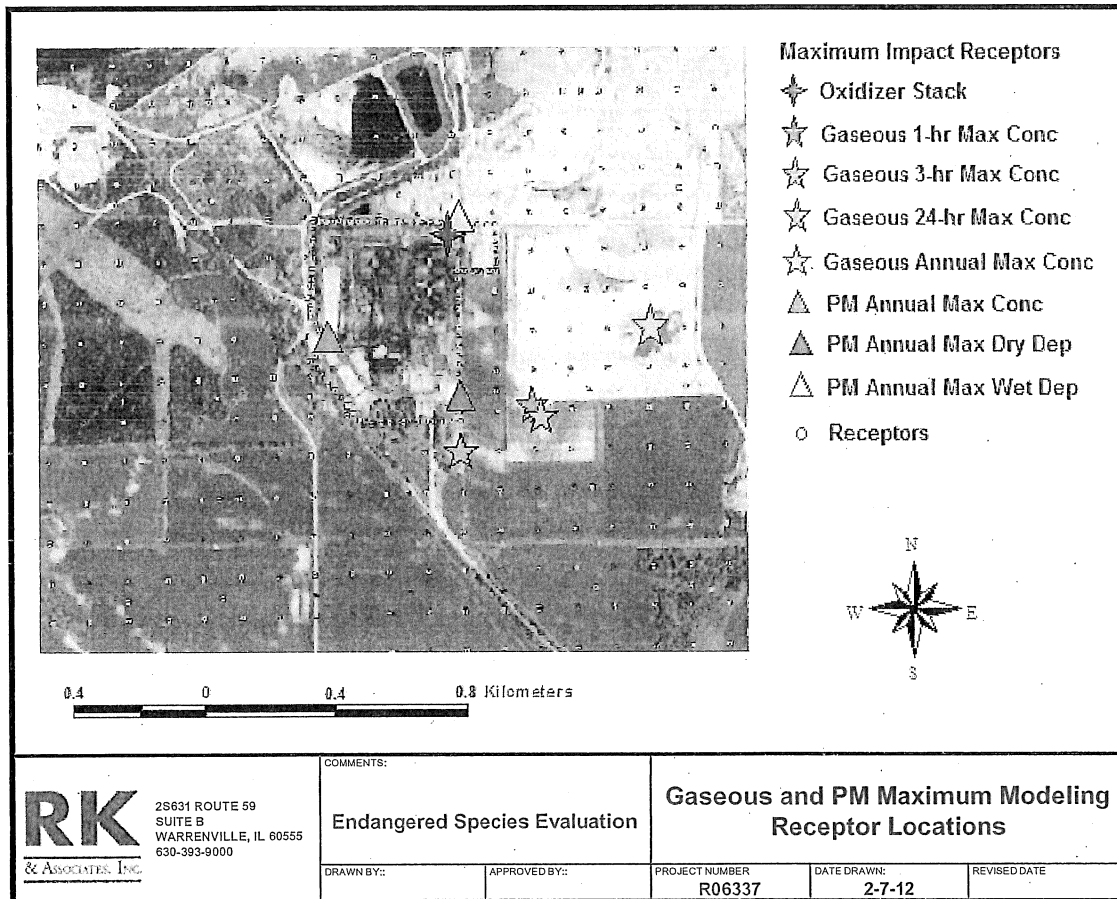 Maximum Impact Receptors
Oxidizer Stack
Gaseous 1-hr Max Conc
Gaseous 3-hr Max Conc
Gaseous 24-hr Max Conc
Gaseous Annual Max Conc
PM Annual Max Conc
PM Annual Max Dry Dep
PM Annual Max Wet Dep
Receptors
N
W E
S
0.4 0 0.4 0.8 Kilometers
RK
& ASSOCIATES, INC
2S631 ROUTE 59
SUITE B
WARRENVILLE, IL 60555
630-393-9000
COMMENTS:
Endangered Species Evaluation
Gaseous and PM Maximum Modeling
Receptor Locations
DRAWN BY::
APPROVED BY::
PROJECT NUMBER
R06337
DATE DRAWN:
2-7-12
REVISED DATE